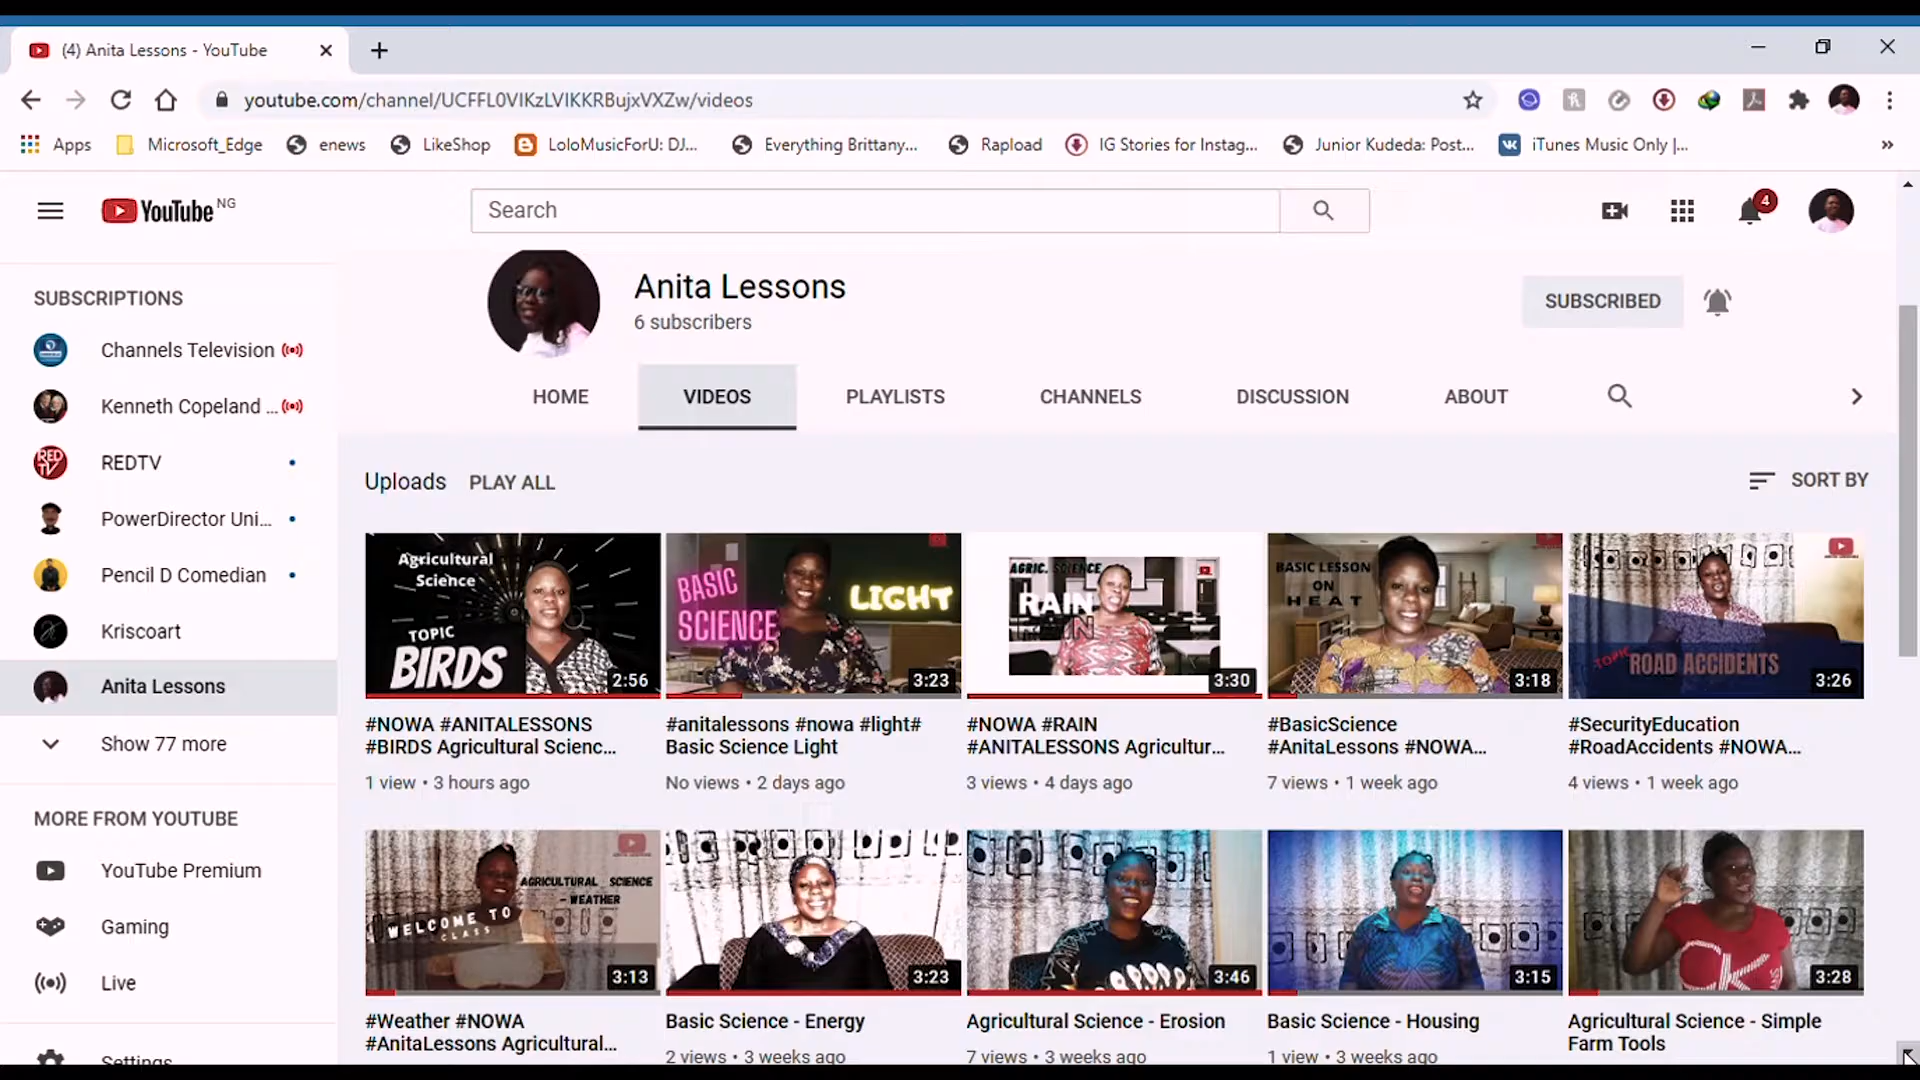 (4) Anita Lessons - YouTube
youtube.com/channel/UCFFL0VIKzLVIKKRBujxVXZw/videos
Apps Microsoft_Edge enews LikeShop LoloMusicForU: DJ... Everything Brittany... Rapload IG Stories for Instag... Junior Kudeda: Post... iTunes Music Only |... »
YouTube NG
Search
4
SUBSCRIPTIONS
Channels Television
Kenneth Copeland ...
REDTV
PowerDirector Uni...
Pencil D Comedian
Kriscoart
Anita Lessons
Show 77 more
MORE FROM YOUTUBE
YouTube Premium
Gaming
Live
Settings
Anita Lessons
6 subscribers
SUBSCRIBED
HOME VIDEOS PLAYLISTS CHANNELS DISCUSSION ABOUT
Uploads PLAY ALL
SORT BY
Agricultural
Science
TOPIC
BIRDS
2:56
#NOWA #ANITALESSONS
#BIRDS Agricultural Scienc...
1 view • 3 hours ago
BASIC
SCIENCE
LIGHT
3:23
#anitalessons #nowa #light#
Basic Science Light
No views • 2 days ago
AGRIC. SCIENCE
RAIN
RAIN
3:30
#NOWA #RAIN
#ANITALESSONS Agricultur...
3 views • 4 days ago
BASIC LESSON
ON
HEAT
3:18
#BasicScience
#AnitaLessons #NOWA...
7 views • 1 week ago
TOPIC
ROAD ACCIDENTS
3:26
#SecurityEducation
#RoadAccidents #NOWA...
4 views • 1 week ago
AGRICULTURAL SCIENCE
- WEATHER
WELCOME TO
CLASS
3:13
#Weather #NOWA
#AnitaLessons Agricultural...
3:23
Basic Science - Energy
2 views • 3 weeks ago
3:46
Agricultural Science - Erosion
7 views • 3 weeks ago
3:15
Basic Science - Housing
1 view • 3 weeks ago
3:28
Agricultural Science - Simple
Farm Tools